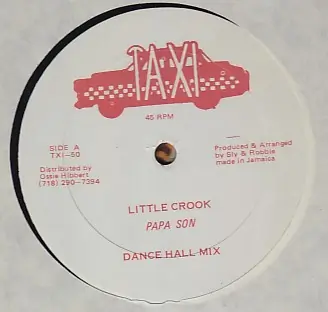 TAXI
45 RPM
SIDE A
TXI-50
Distributed by
Ossie Hibbert
(718) 290-7394
Produced & Arranged
by Sly & Robbie
made in Jamaica
LITTLE CROOK
PAPA SON
DANCE HALL MIX